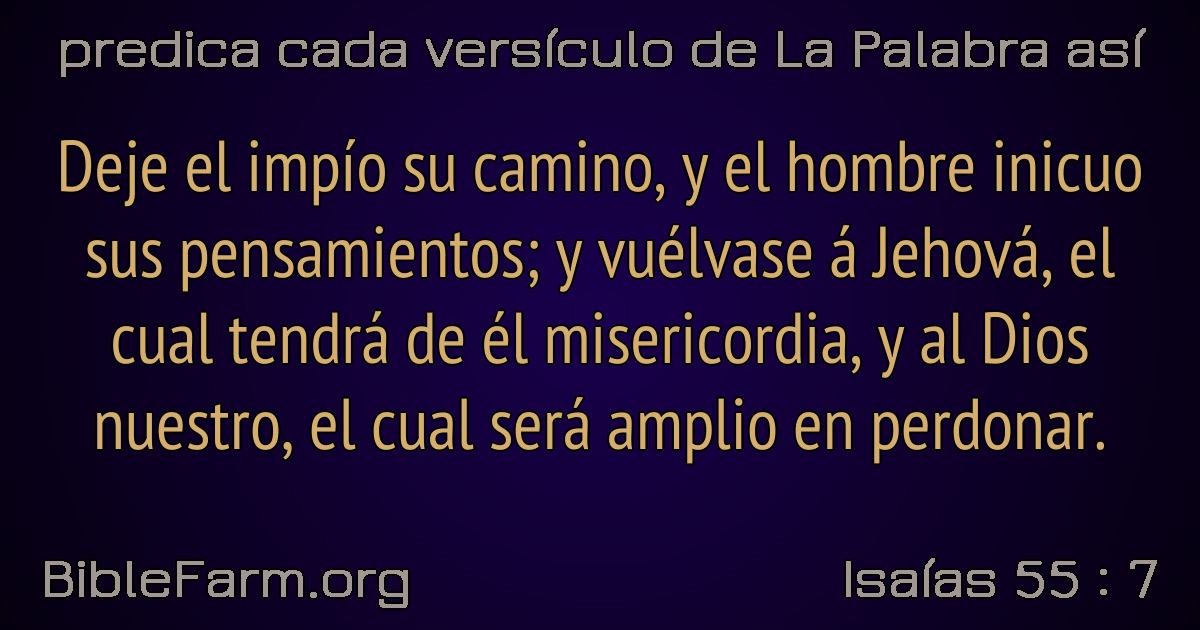 predica cada versículo de La Palabra así
Deje el impío su camino, y el hombre inicuo
sus pensamientos; y vuélvase á Jehová, el
cual tendrá de él misericordia, y al Dios
nuestro, el cual será amplio en perdonar.
BibleFarm.org
Isaías 55 : 7